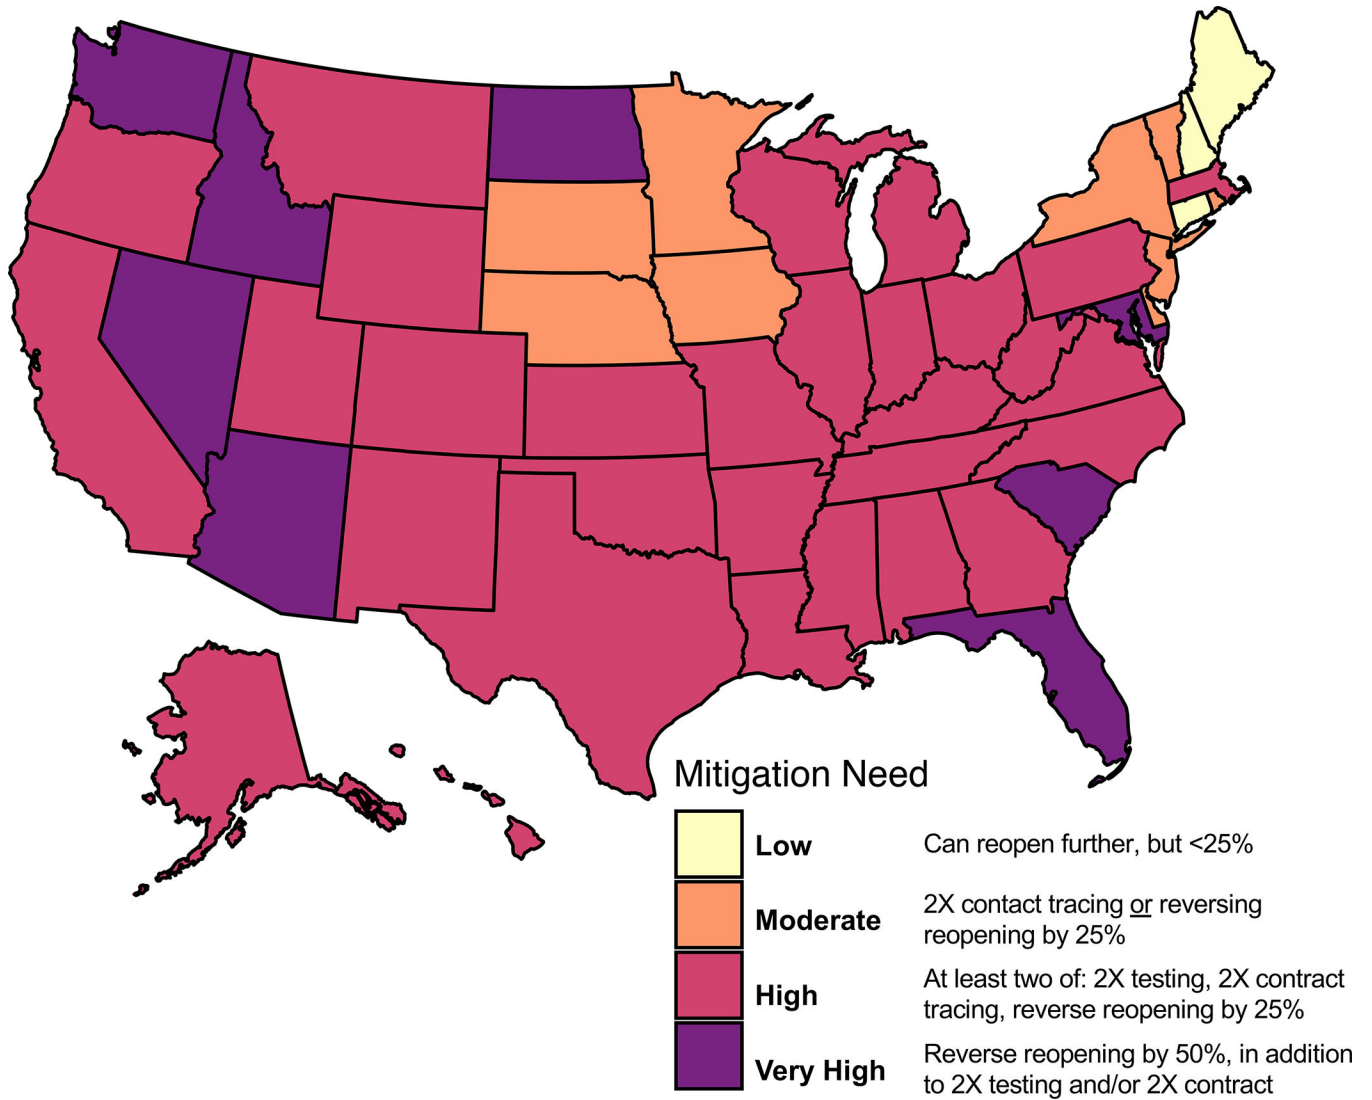 Mitigation Need
Low
Can reopen further, but <25%
Moderate
2X contact tracing or reversing
reopening by 25%
High
At least two of: 2X testing, 2X contract
tracing, reverse reopening by 25%
Very High
Reverse reopening by 50%, in addition
to 2X testing and/or 2X contract